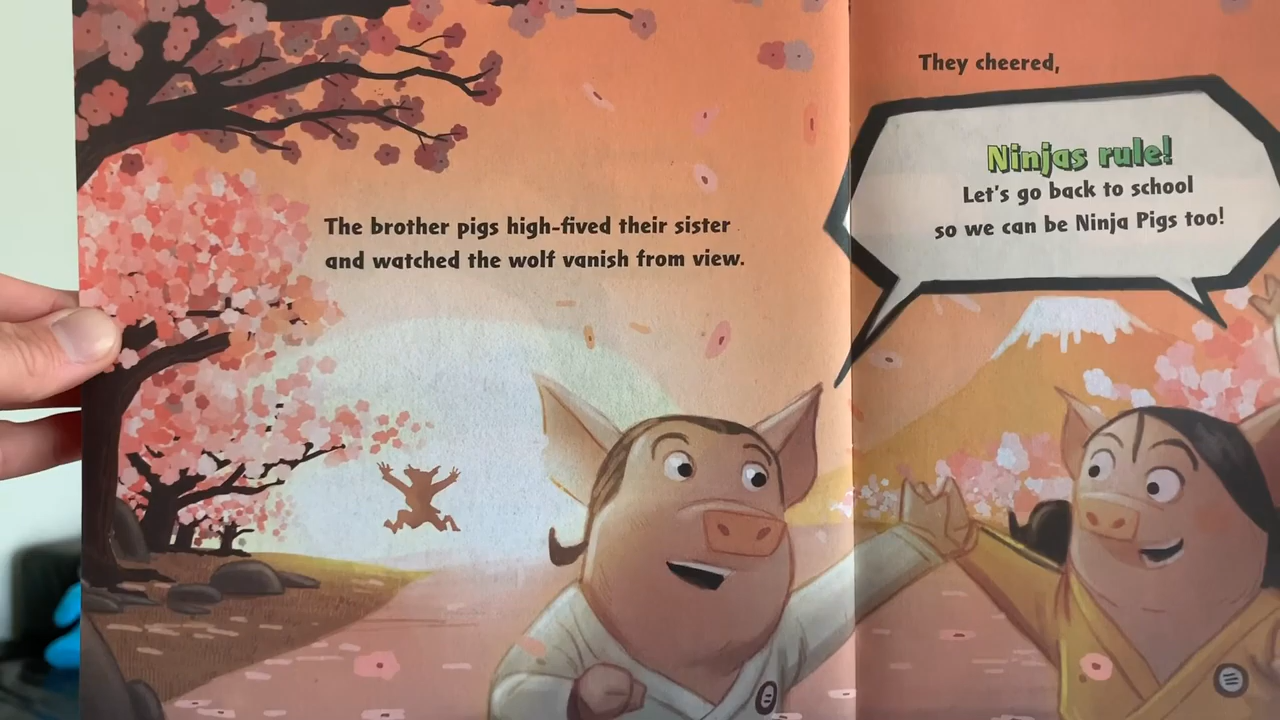 The brother pigs high-fived their sister
and watched the wolf vanish from view.
They cheered,
Ninjas rule!
Let's go back to school
so we can be Ninja Pigs too!